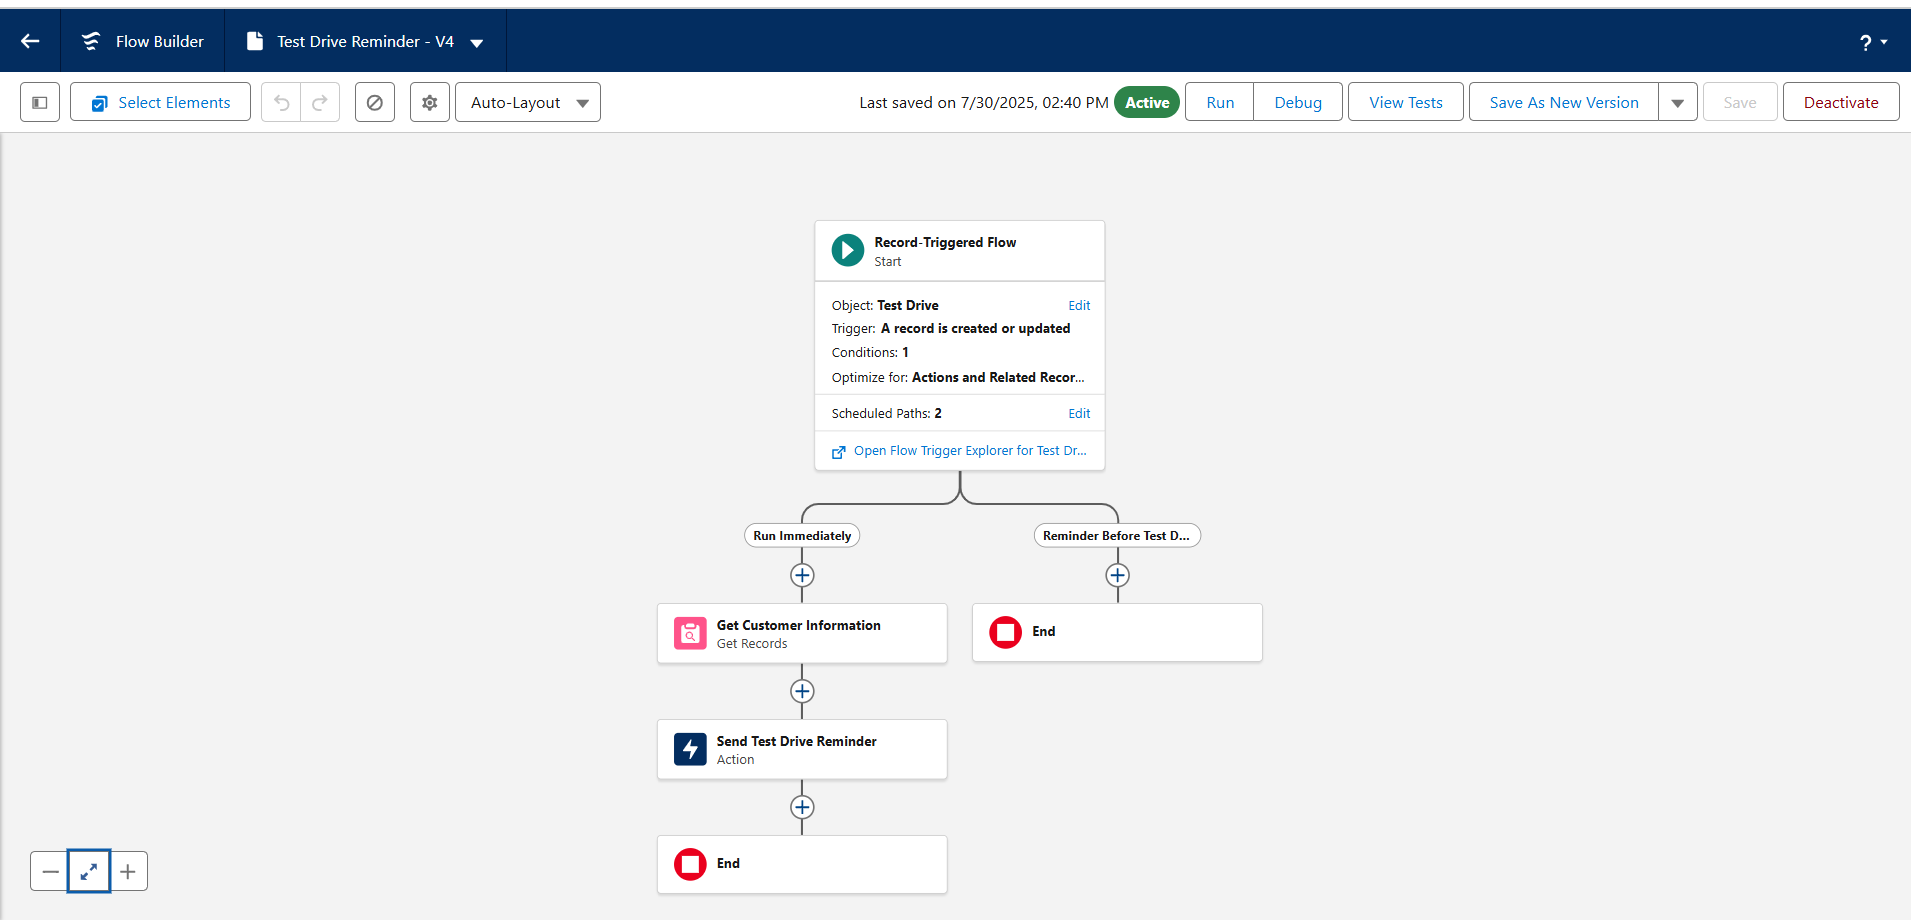 Flow Builder
Test Drive Reminder - V4
?
Select Elements
Auto-Layout
Last saved on 7/30/2025, 02:40 PM
Active
Run
Debug
View Tests
Save As New Version
Save
Deactivate
Record-Triggered Flow
Start
Object: Test Drive
Edit
Trigger: A record is created or updated
Conditions: 1
Optimize for: Actions and Related Recor...
Scheduled Paths: 2
Edit
Open Flow Trigger Explorer for Test Dr...
Run Immediately
Reminder Before Test D...
Get Customer Information
Get Records
End
Send Test Drive Reminder
Action
End